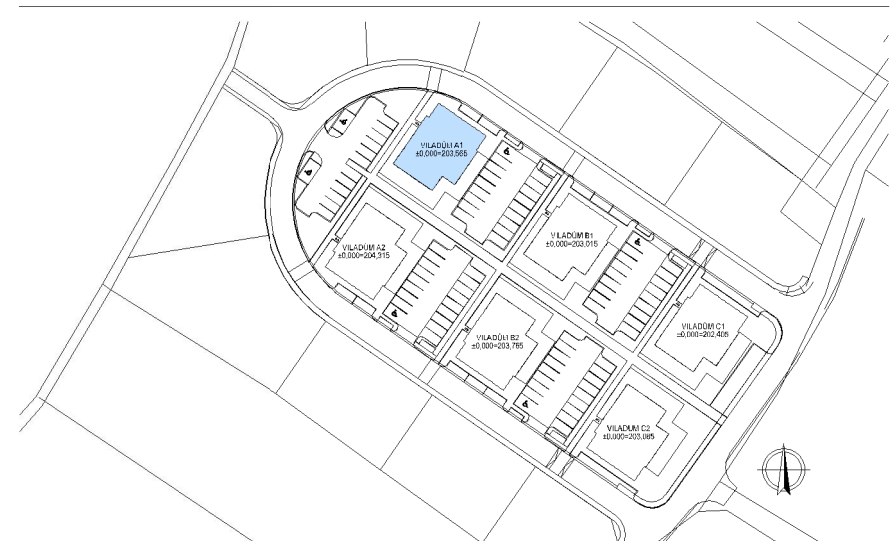 VILADŮM A1
±0,000=203,565
VILADŮM B1
±0,000=203,015
VILADŮM A2
±0,000=204,315
VILADŮM C1
±0,000=202,405
VILADŮM B2
±0,000=203,765
VILADŮM C2
±0,000=203,065